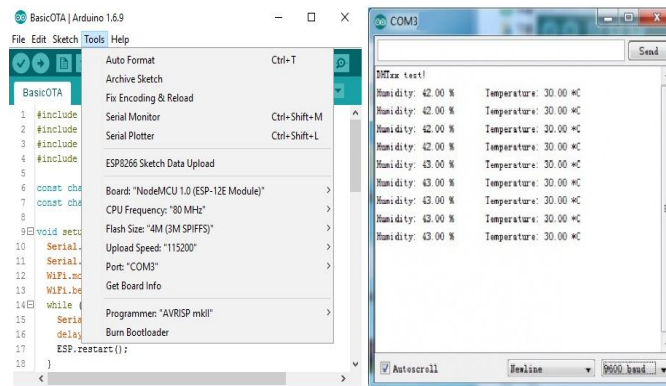 BasicOTA | Arduino 1.6.9
File Edit Sketch Tools Help
BasicOTA
Auto Format Ctrl+T
Archive Sketch
Fix Encoding & Reload
Serial Monitor Ctrl+Shift+M
Serial Plotter Ctrl+Shift+L
ESP8266 Sketch Data Upload
Board: "NodeMCU 1.0 (ESP-12E Module)"
CPU Frequency: "80 MHz"
Flash Size: "4M (3M SPIFFS)"
Upload Speed: "115200"
Port: "COM3"
Get Board Info
Programmer: "AVRISP mkII"
Burn Bootloader
1 #include
2 #include
3 #include
4 #include
5
6 const cha
7 const cha
8
9 void setu
10 Serial.
11 Serial.
12 WiFi.mo
13 WiFi.be
14 while (
15 Seria
16 delay
17 ESP.restart();
18 }
COM3
Send
DHTxx test!
Humidity: 42.00 % Temperature: 30.00 *C
Humidity: 42.00 % Temperature: 30.00 *C
Humidity: 42.00 % Temperature: 30.00 *C
Humidity: 42.00 % Temperature: 30.00 *C
Humidity: 43.00 % Temperature: 30.00 *C
Humidity: 43.00 % Temperature: 30.00 *C
Humidity: 43.00 % Temperature: 30.00 *C
Humidity: 43.00 % Temperature: 30.00 *C
Humidity: 43.00 % Temperature: 30.00 *C
Autoscroll Newline 9600 baud